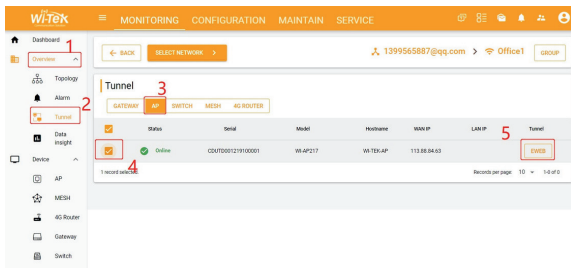 Wi-Tek
MONITORING CONFIGURATION MAINTAIN SERVICE
Dashboard
1
Overview
BACK
SELECT NETWORK >
1399565887@qq.com > Office1
GROUP
Topology
Alarm
2
Tunnel
Data insight
Device
AP
MESH
4G Router
Gateway
Switch
Tunnel
3
GATEWAY AP SWITCH MESH 4G ROUTER
Status Serial Model Hostname WAN IP LAN IP Tunnel
5
Online CDUTD001219100001 WI-AP217 WI-TEK-AP 113.88.84.63 EWEB
4
1 record selected.
Records per page: 10 1-0 of 0